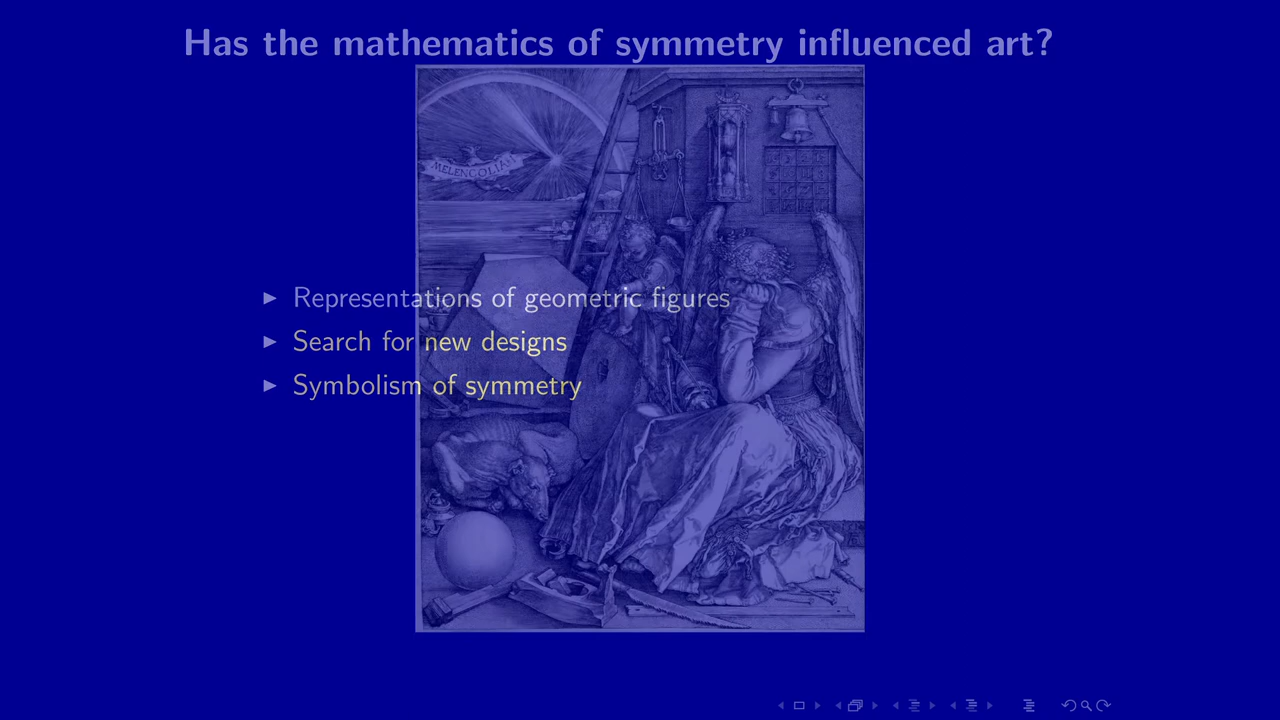 Has the mathematics of symmetry influenced art?
MELENCOLIA I
Representations of geometric figures
Search for new designs
Symbolism of symmetry